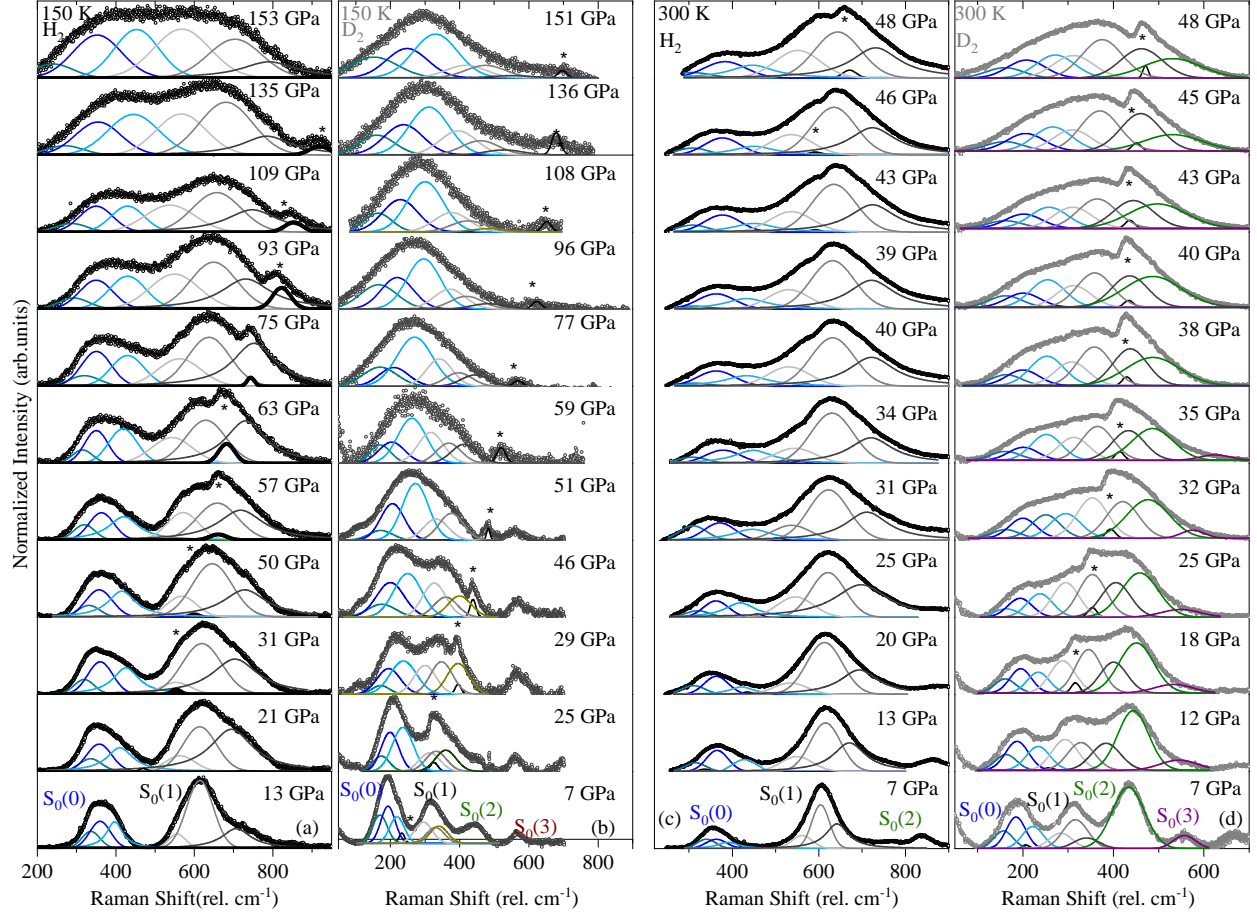 Normalized Intensity (arb.units)
150 K
H₂
153 GPa
135 GPa
109 GPa
*
93 GPa
*
75 GPa
63 GPa
*
57 GPa
*
50 GPa
*
31 GPa
*
21 GPa
S₀(0)
S₀(1)
13 GPa
(a)
200 400 600 800
Raman Shift(rel. cm⁻¹)
150 K
D₂
151 GPa
*
136 GPa
*
108 GPa
*
96 GPa
*
77 GPa
*
59 GPa
*
51 GPa
*
46 GPa
*
29 GPa
*
25 GPa
*
7 GPa
S₀(0)
*
S₀(1)
S₀(2)
S₀(3)
(b)
200 400 600 800
Raman Shift (rel. cm⁻¹)
300 K
H₂
48 GPa
*
46 GPa
*
43 GPa
39 GPa
40 GPa
34 GPa
31 GPa
25 GPa
20 GPa
13 GPa
7 GPa
S₀(0)
S₀(1)
S₀(2)
(c)
400 600 800
Raman Shift (rel. cm⁻¹)
300 K
D₂
48 GPa
*
45 GPa
*
43 GPa
*
40 GPa
*
38 GPa
*
35 GPa
*
32 GPa
*
25 GPa
*
18 GPa
*
12 GPa
7 GPa
S₀(0)
S₀(1)
S₀(2)
S₀(3)
(d)
200 400 600
Raman Shift (rel. cm⁻¹)